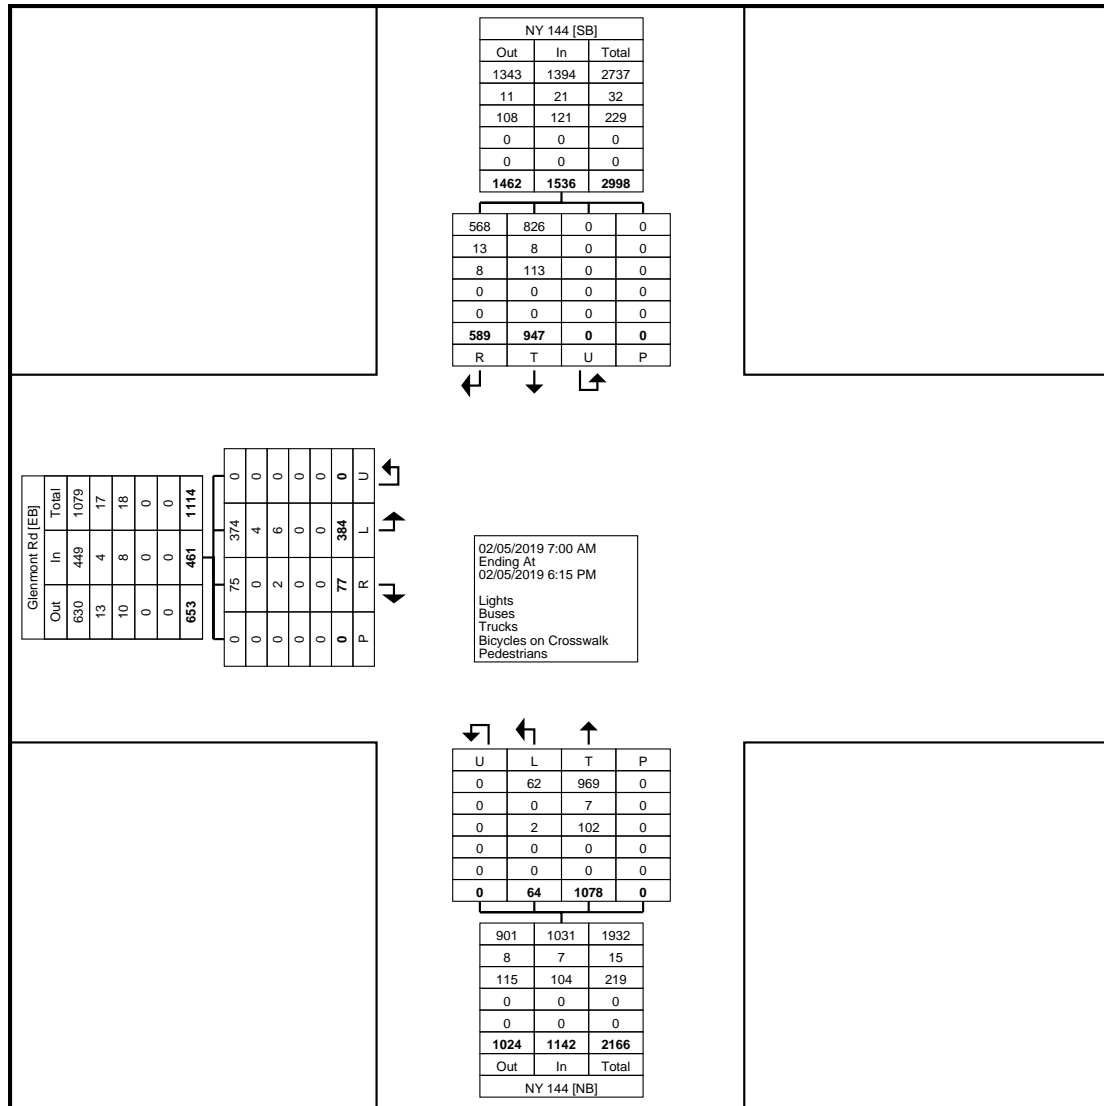 NY 144 [SB]
Out In Total
1343 1394 2737
11 21 32
108 121 229
0 0 0
0 0 0
1462 1536 2998
568 826 0 0
13 8 0 0
8 113 0 0
0 0 0 0
0 0 0 0
589 947 0 0
R T U P
Glenmont Rd [EB]
Out In Total
630 449 1079
13 4 17
10 8 18
0 0 0
0 0 0
653 461 1114
0 75 374 0
0 0 4 0
0 2 6 0
0 0 0 0
0 0 0 0
0 77 384 0
P R L U
02/05/2019 7:00 AM
Ending At
02/05/2019 6:15 PM
Lights
Buses
Trucks
Bicycles on Crosswalk
Pedestrians
U L T P
0 62 969 0
0 0 7 0
0 2 102 0
0 0 0 0
0 0 0 0
0 64 1078 0
901 1031 1932
8 7 15
115 104 219
0 0 0
0 0 0
1024 1142 2166
Out In Total
NY 144 [NB]